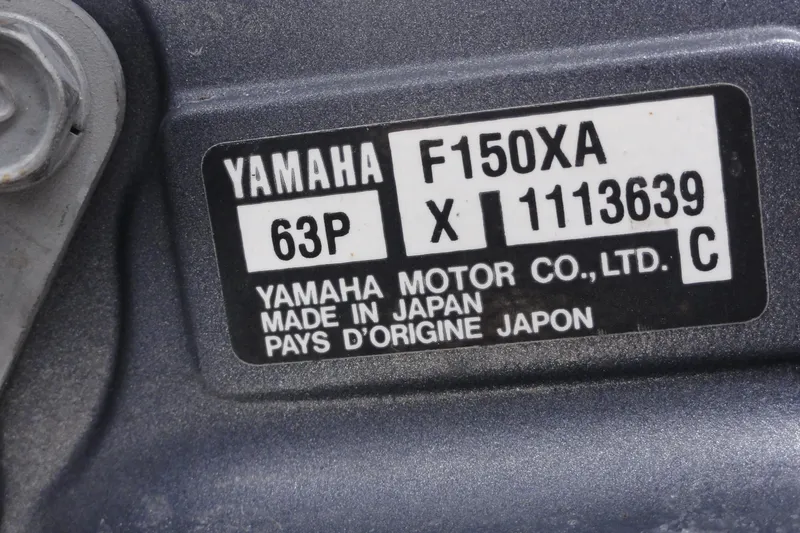 YAMAHA F150XA
63P X 1113639
YAMAHA MOTOR CO., LTD. C
MADE IN JAPAN
PAYS D'ORIGINE JAPON